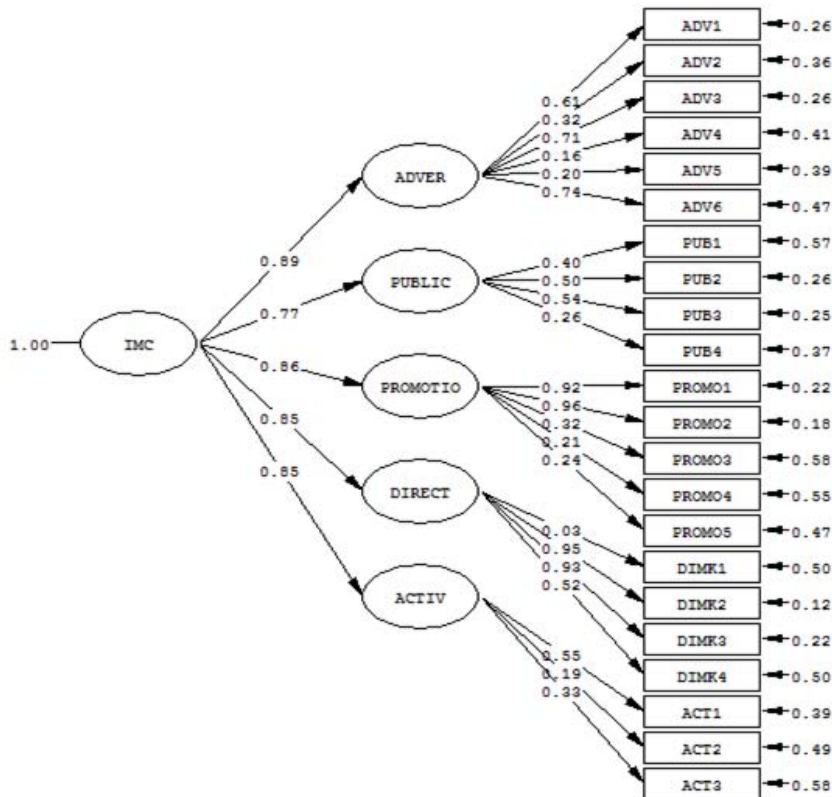 ADV1 0.26
ADV2 0.36
0.61
ADV3 0.26
0.32
0.71
ADV4 0.41
0.16
ADVER
0.20
ADV5 0.39
0.74
ADV6 0.47
PUB1 0.57
0.89
0.40
PUBLIC
0.50
PUB2 0.26
0.54
0.77
PUB3 0.25
0.26
1.00
IMC
PUB4 0.37
0.86
PROMOTIO
0.92
PROMO1 0.22
0.96
0.32
PROMO2 0.18
0.85
0.21
0.24
PROMO3 0.58
0.85
DIRECT
PROMO4 0.55
0.03
PROMO5 0.47
0.95
0.93
DIMK1 0.50
0.52
ACTIV
DIMK2 0.12
DIMK3 0.22
0.55
0.19
DIMK4 0.50
0.33
ACT1 0.39
ACT2 0.49
ACT3 0.58